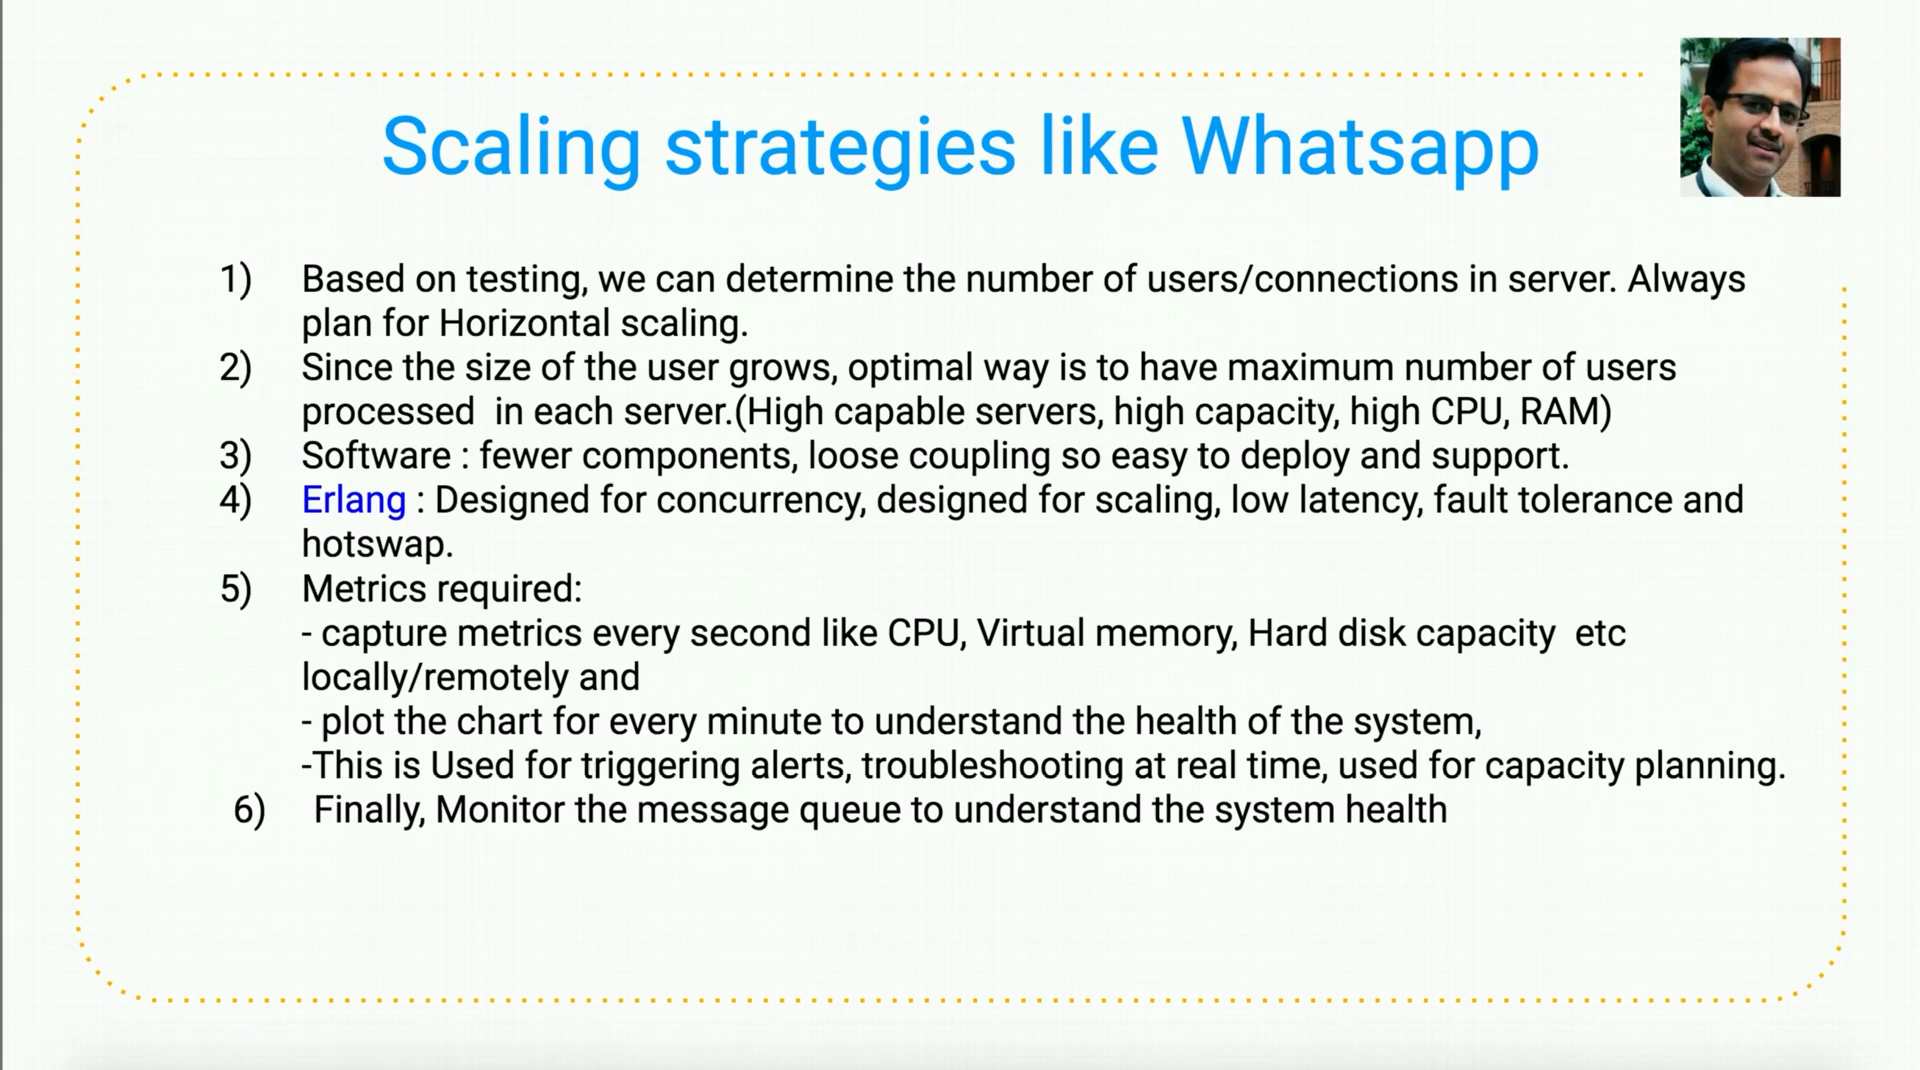 Scaling strategies like Whatsapp
1) Based on testing, we can determine the number of users/connections in server. Always
plan for Horizontal scaling.
2) Since the size of the user grows, optimal way is to have maximum number of users
processed  in each server.(High capable servers, high capacity, high CPU, RAM)
3) Software : fewer components, loose coupling so easy to deploy and support.
4) Erlang : Designed for concurrency, designed for scaling, low latency, fault tolerance and
hotswap.
5) Metrics required:
- capture metrics every second like CPU, Virtual memory, Hard disk capacity  etc
locally/remotely and
- plot the chart for every minute to understand the health of the system,
-This is Used for triggering alerts, troubleshooting at real time, used for capacity planning.
6) Finally, Monitor the message queue to understand the system health